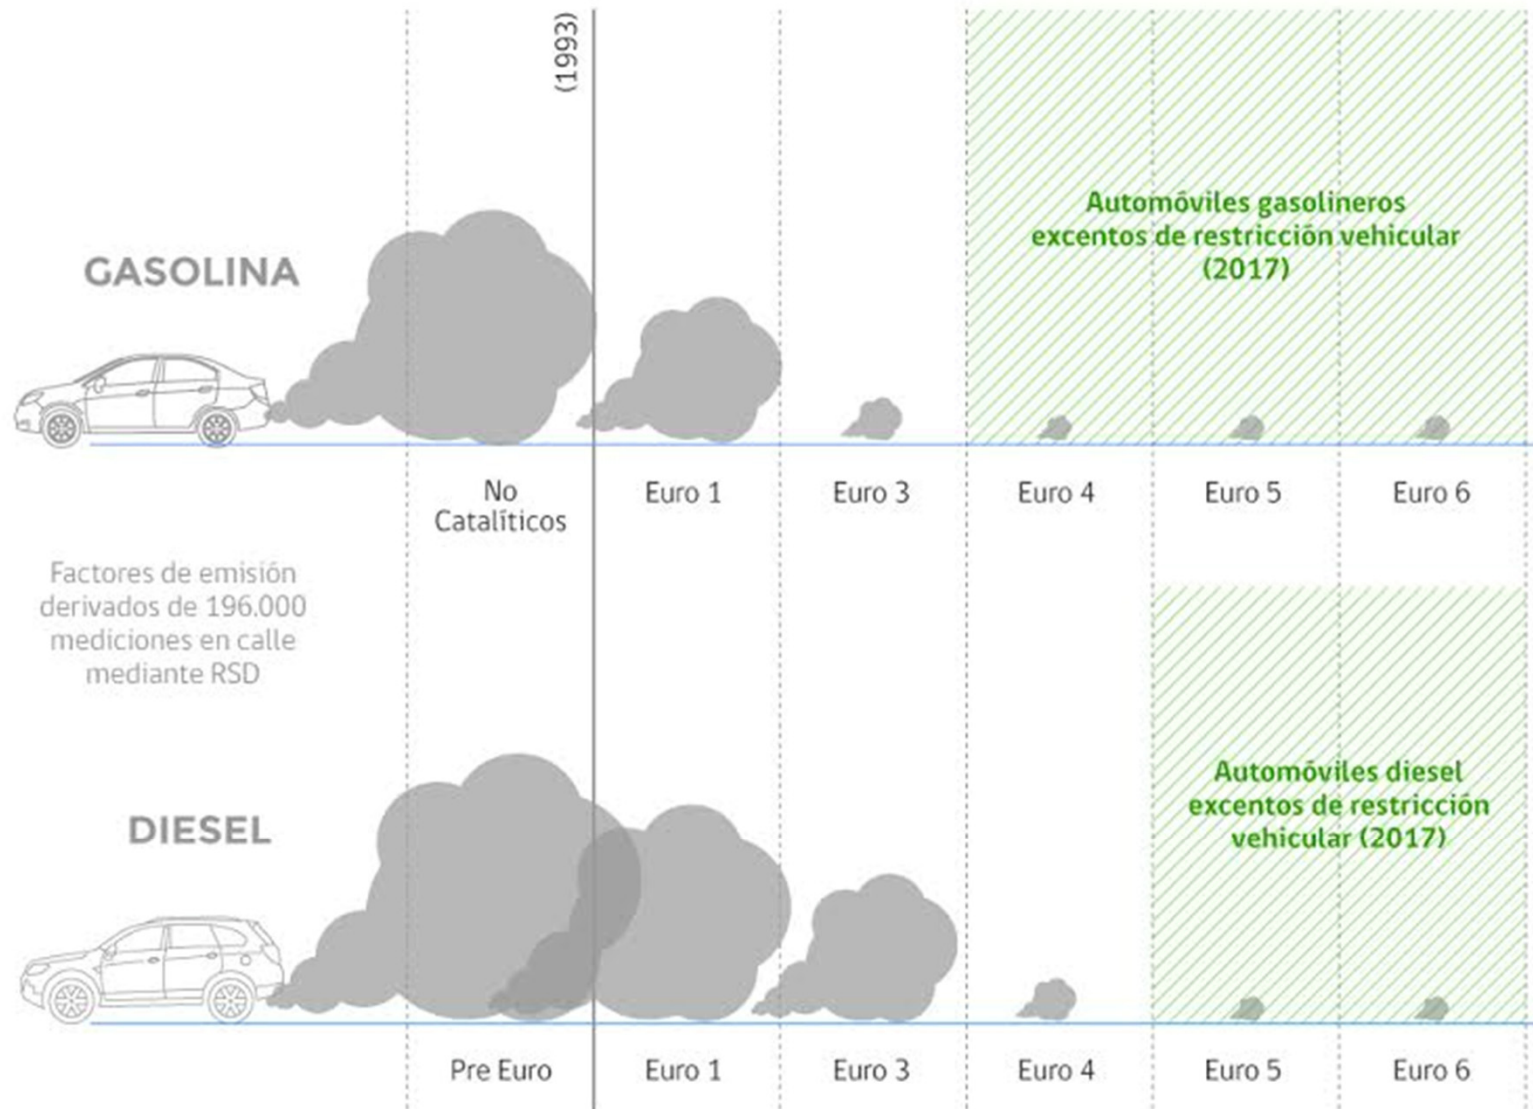 (1993)
Automóviles gasolineros
excentos de restricción vehicular
(2017)
GASOLINA
No
Catalíticos
Euro 1
Euro 3
Euro 4
Euro 5
Euro 6
Factores de emisión
derivados de 196.000
mediciones en calle
mediante RSD
Automóviles diesel
excentos de restricción
vehicular (2017)
DIESEL
Pre Euro
Euro 1
Euro 3
Euro 4
Euro 5
Euro 6